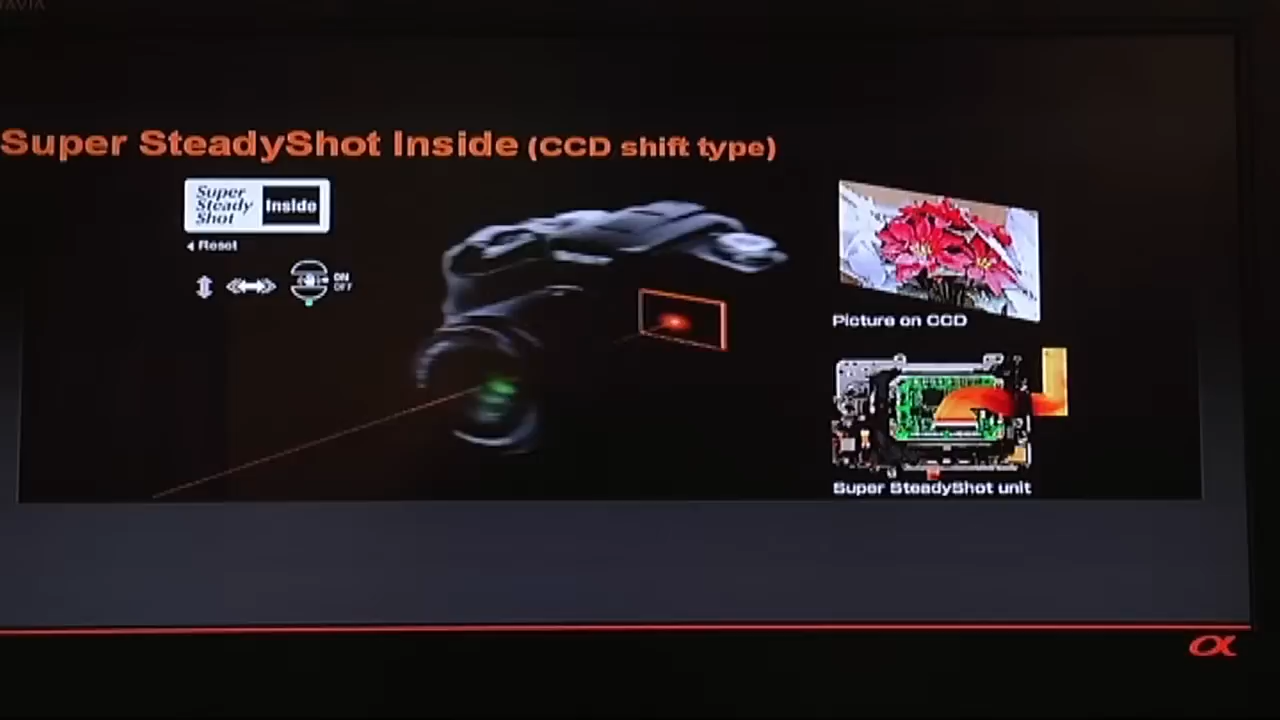 Super SteadyShot Inside (CCD shift type)
Super
Steady
Shot
Inside
Reset
ON
OFF
Picture on CCD
Super SteadyShot unit
α